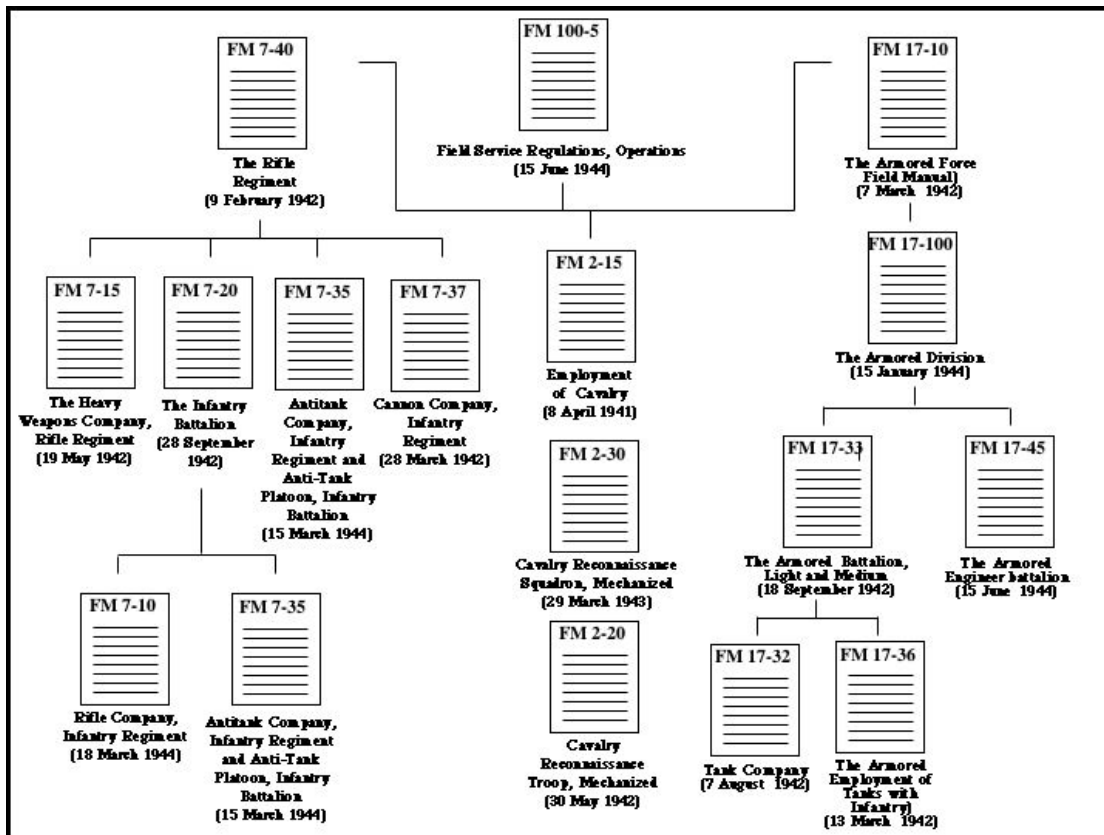 FM 7-40
The Rifle
Regiment
(9 February 1942)
FM 100-5
Field Service Regulations, Operations
(15 June 1944)
FM 17-10
The Armored Force
Field Manual)
(7 March 1942)
FM 7-15
The Heavy
Weapons Company,
Rifle Regiment
(19 May 1942)
FM 7-20
The Infantry
Battalion
(28 September
1942)
FM 7-35
Antitank
Company,
Infantry
Regiment and
Anti-Tank
Platoon, Infantry
Battalion
(15 March 1944)
FM 7-37
Cannon Company,
Infantry
Regiment
(28 March 1942)
FM 2-15
Employment
of Cavalry
(8 April 1941)
FM 17-100
The Armored Division
(15 January 1944)
FM 2-30
Cavalry Reconnaissance
Squadron, Mechanized
(29 March 1943)
FM 17-33
The Armored Battalion,
Light and Medium
(18 September 1942)
FM 17-45
The Armored
Engineer battalion
(15 June 1944)
FM 7-10
Rifle Company,
Infantry Regiment
(18 March 1944)
FM 7-35
Antitank Company,
Infantry Regiment
and Anti-Tank
Platoon, Infantry
Battalion
(15 March 1944)
FM 2-20
Cavalry
Reconnaissance
Troop, Mechanized
(30 May 1942)
FM 17-32
Tank Company
(7 August 1942)
FM 17-36
The Armored
Employment of
Tanks with
Infantry)
(13 March 1942)